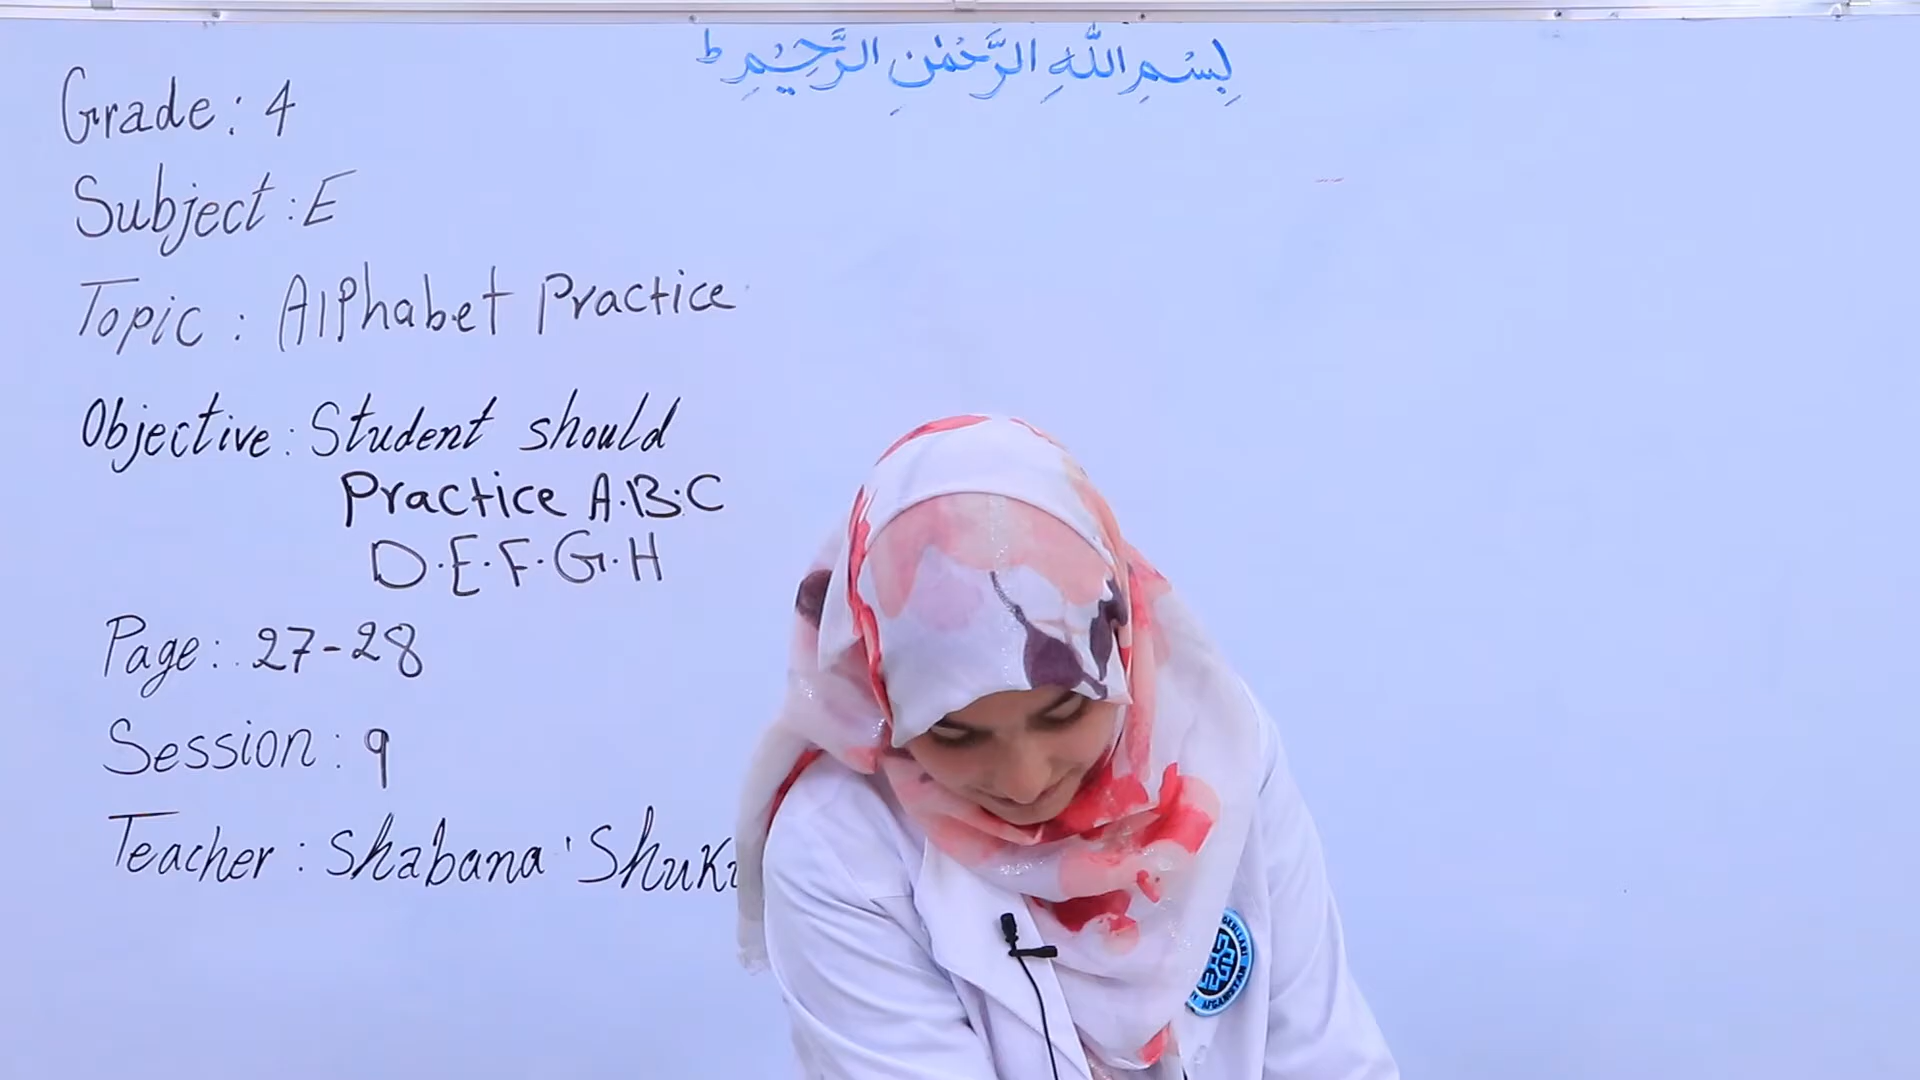 بِسْمِ اللهِ الرَّحْمٰنِ الرَّحِيْمِ ط
Grade: 4
Subject: E
Topic: Alphabet Practice
Objective: Student should
Practice A.B.C
D.E.F.G.H
Page: 27-28
Session: 9
Teacher: Shabana